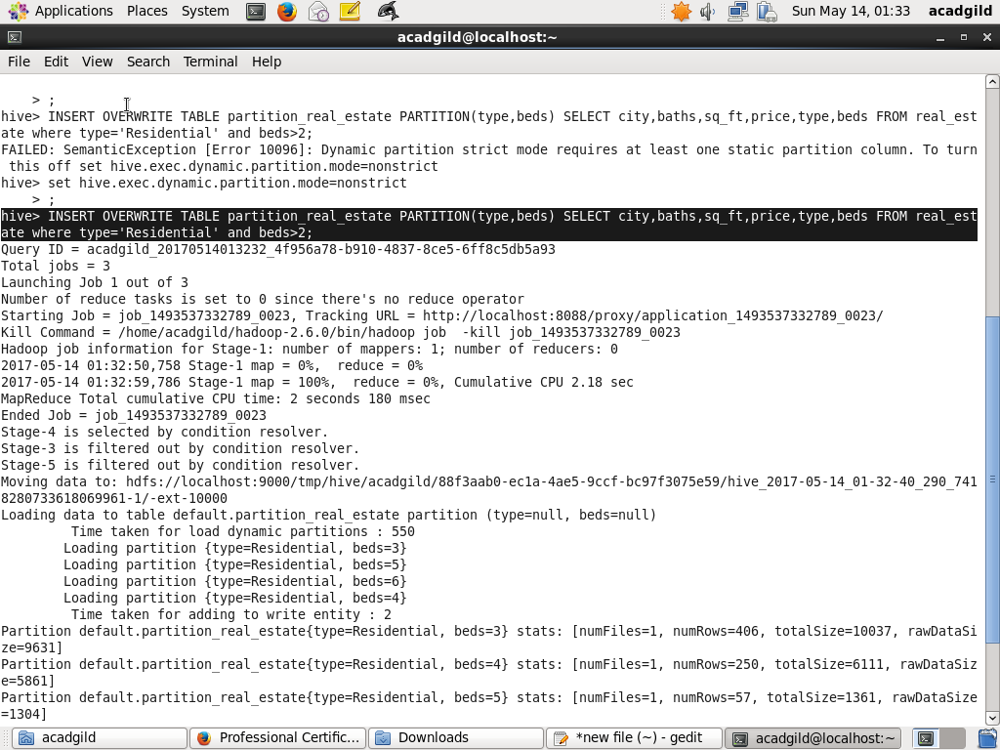 Applications Places System Sun May 14, 01:33 acadgild
acadgild@localhost:~
File Edit View Search Terminal Help
    > ;
hive> INSERT OVERWRITE TABLE partition_real_estate PARTITION(type,beds) SELECT city,baths,sq_ft,price,type,beds FROM real_est
ate where type='Residential' and beds>2;
FAILED: SemanticException [Error 10096]: Dynamic partition strict mode requires at least one static partition column. To turn
 this off set hive.exec.dynamic.partition.mode=nonstrict
hive> set hive.exec.dynamic.partition.mode=nonstrict
    > ;
hive> INSERT OVERWRITE TABLE partition_real_estate PARTITION(type,beds) SELECT city,baths,sq_ft,price,type,beds FROM real_est
ate where type='Residential' and beds>2;
Query ID = acadgild_20170514013232_4f956a78-b910-4837-8ce5-6ff8c5db5a93
Total jobs = 3
Launching Job 1 out of 3
Number of reduce tasks is set to 0 since there's no reduce operator
Starting Job = job_1493537332789_0023, Tracking URL = http://localhost:8088/proxy/application_1493537332789_0023/
Kill Command = /home/acadgild/hadoop-2.6.0/bin/hadoop job  -kill job_1493537332789_0023
Hadoop job information for Stage-1: number of mappers: 1; number of reducers: 0
2017-05-14 01:32:50,758 Stage-1 map = 0%,  reduce = 0%
2017-05-14 01:32:59,786 Stage-1 map = 100%,  reduce = 0%, Cumulative CPU 2.18 sec
MapReduce Total cumulative CPU time: 2 seconds 180 msec
Ended Job = job_1493537332789_0023
Stage-4 is selected by condition resolver.
Stage-3 is filtered out by condition resolver.
Stage-5 is filtered out by condition resolver.
Moving data to: hdfs://localhost:9000/tmp/hive/acadgild/88f3aab0-ec1a-4ae5-9ccf-bc97f3075e59/hive_2017-05-14_01-32-40_290_741
8280733618069961-1/-ext-10000
Loading data to table default.partition_real_estate partition (type=null, beds=null)
         Time taken for load dynamic partitions : 550
        Loading partition {type=Residential, beds=3}
        Loading partition {type=Residential, beds=5}
        Loading partition {type=Residential, beds=6}
        Loading partition {type=Residential, beds=4}
         Time taken for adding to write entity : 2
Partition default.partition_real_estate{type=Residential, beds=3} stats: [numFiles=1, numRows=406, totalSize=10037, rawDataSi
ze=9631]
Partition default.partition_real_estate{type=Residential, beds=4} stats: [numFiles=1, numRows=250, totalSize=6111, rawDataSiz
e=5861]
Partition default.partition_real_estate{type=Residential, beds=5} stats: [numFiles=1, numRows=57, totalSize=1361, rawDataSize
=1304]
acadgild Professional Certific... Downloads *new file (~) - gedit acadgild@localhost:~